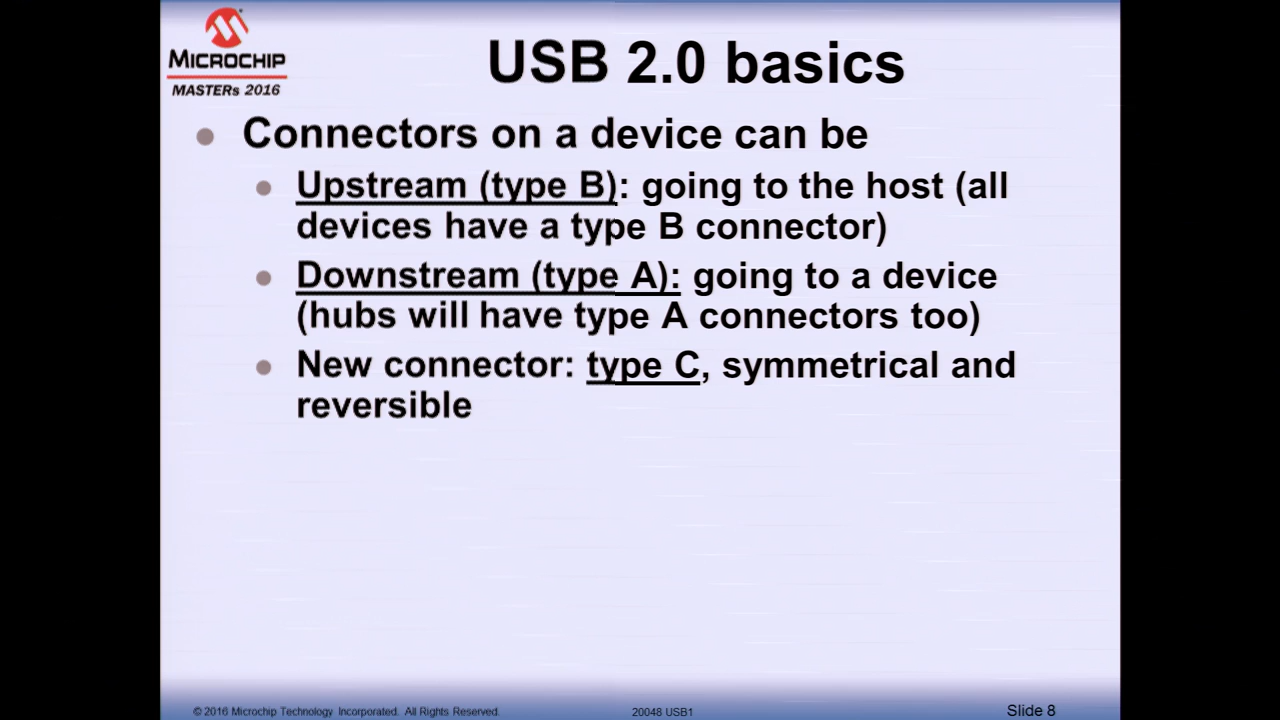 MICROCHIP
MASTERs 2016
USB 2.0 basics
Connectors on a device can be
Upstream (type B): going to the host (all
devices have a type B connector)
Downstream (type A): going to a device
(hubs will have type A connectors too)
New connector: type C, symmetrical and
reversible
© 2016 Microchip Technology Incorporated. All Rights Reserved.
20048 USB1
Slide 8